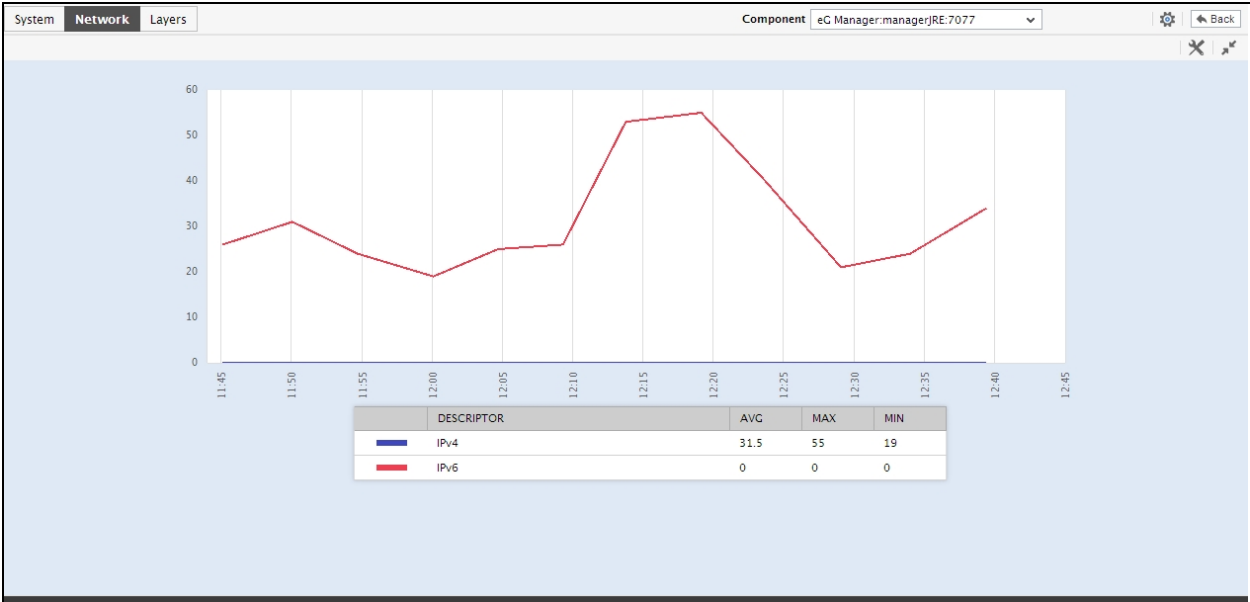 System Network Layers Component eG Manager:managerJRE:7077 Back
60
50
40
30
20
10
0
11:45 11:50 11:55 12:00 12:05 12:10 12:15 12:20 12:25 12:30 12:35 12:40 12:45
DESCRIPTOR AVG MAX MIN
IPv4 31.5 55 19
IPv6 0 0 0